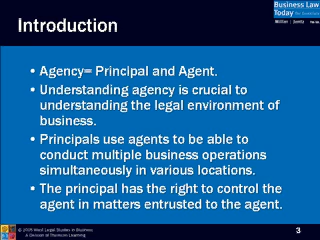 Business Law
Today The Essentials
Introduction
• Agency= Principal and Agent.
• Understanding agency is crucial to
understanding the legal environment of
business.
• Principals use agents to be able to
conduct multiple business operations
simultaneously in various locations.
• The principal has the right to control the
agent in matters entrusted to the agent.
© 2005 West Legal Studies in Business
A Division of Thomson Learning
3